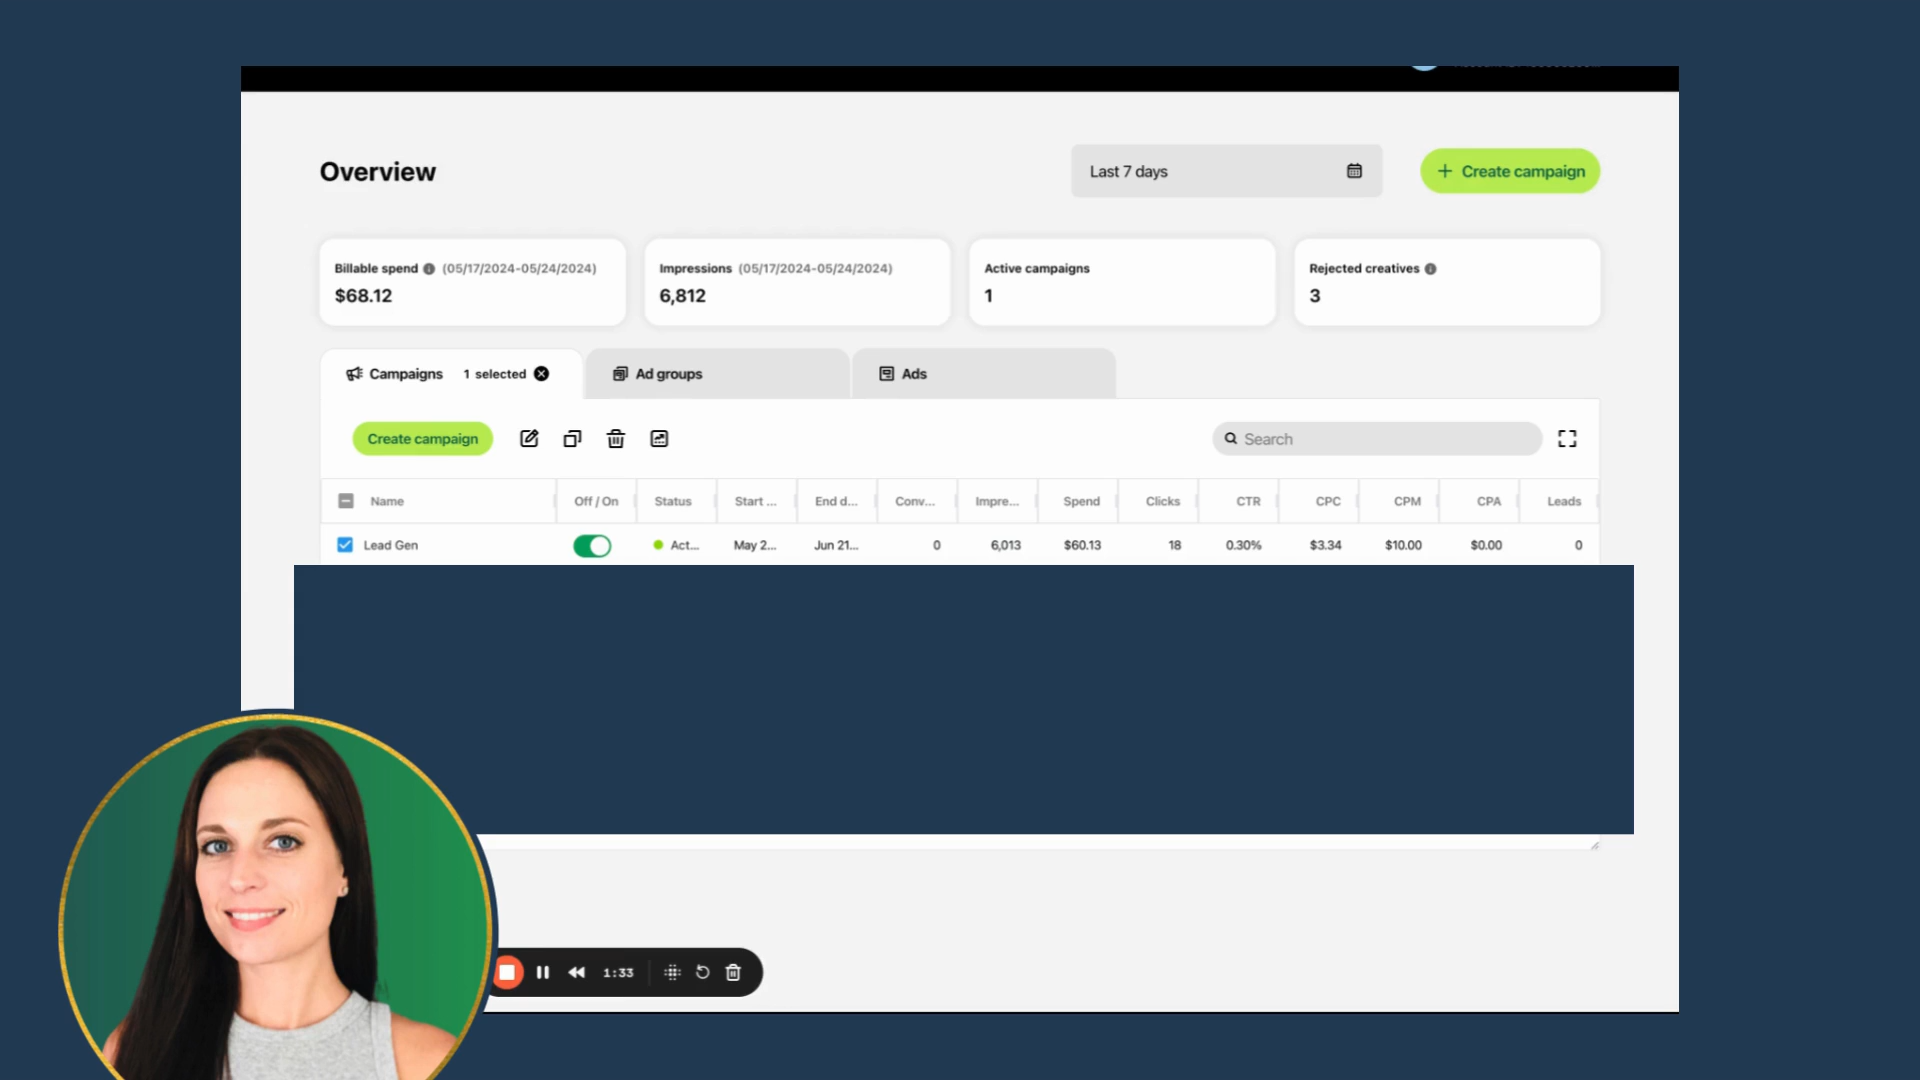 Overview
Last 7 days
+ Create campaign
Billable spend (05/17/2024-05/24/2024)
$68.12
Impressions (05/17/2024-05/24/2024)
6,812
Active campaigns
1
Rejected creatives
3
Campaigns 1 selected
Ad groups
Ads
Create campaign
Search
Name Off / On Status Start ... End d... Conv... Impre... Spend Clicks CTR CPC CPM CPA Leads
Lead Gen Act... May 2... Jun 21... 0 6,013 $60.13 18 0.30% $3.34 $10.00 $0.00 0
1:33